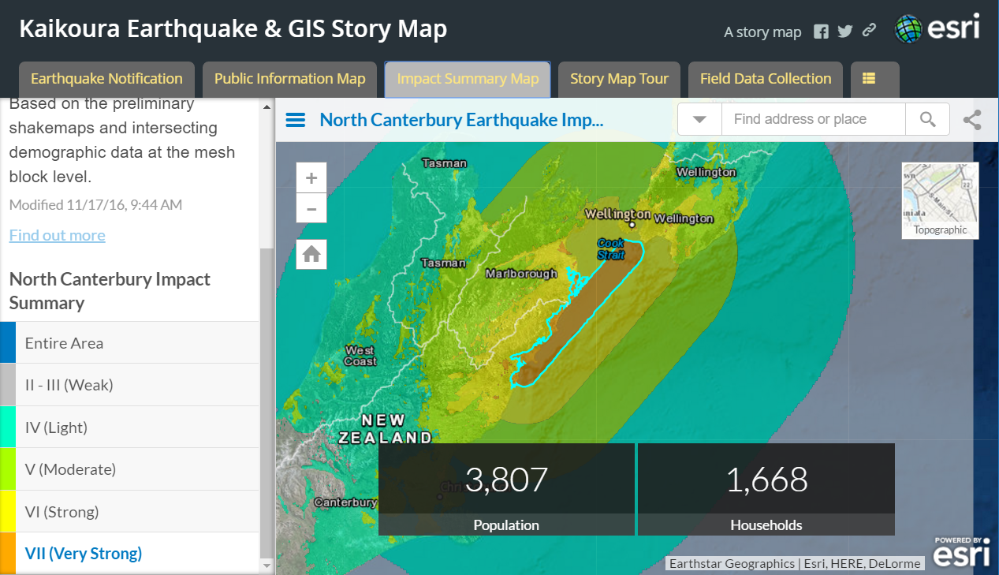 Kaikoura Earthquake & GIS Story Map
A story map
esri
Earthquake Notification
Public Information Map
Impact Summary Map
Story Map Tour
Field Data Collection
Based on the preliminary
shakemaps and intersecting
demographic data at the mesh
block level.
Modified 11/17/16, 9:44 AM
Find out more
North Canterbury Impact
Summary
Entire Area
II - III (Weak)
IV (Light)
V (Moderate)
VI (Strong)
VII (Very Strong)
North Canterbury Earthquake Imp...
Find address or place
+
−
Tasman
Wellington
Wellington
Wellington
Cook
Strait
Tasman
Marlborough
West
Coast
NEW
ZEALAND
Canterbury
22
S Main St
Topographic
3,807
Population
1,668
Households
Earthstar Geographics | Esri, HERE, DeLorme
POWERED BY
esri